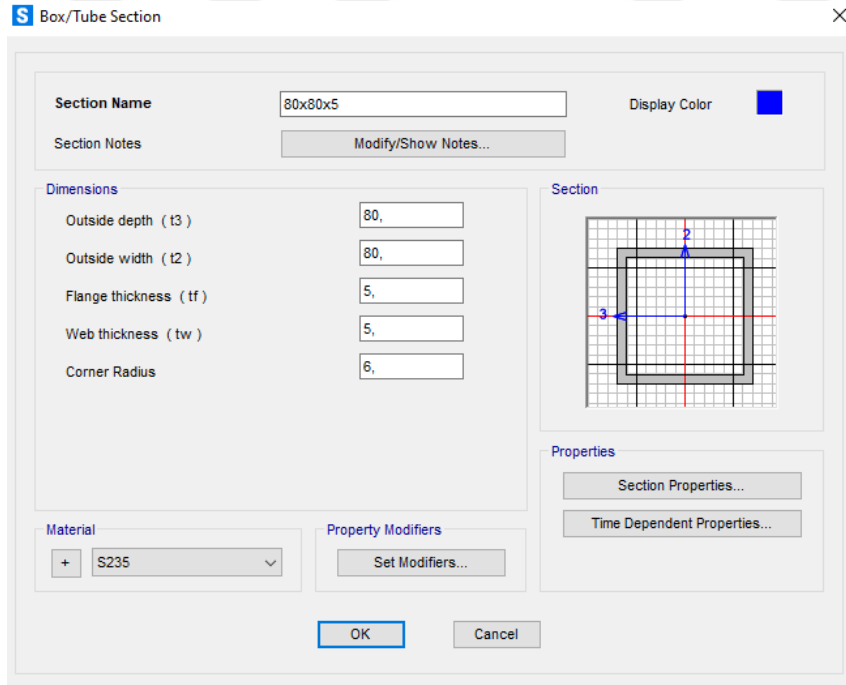 S Box/Tube Section
Section Name 80x80x5 Display Color
Section Notes Modify/Show Notes...
Dimensions
Outside depth ( t3 ) 80,
Outside width ( t2 ) 80,
Flange thickness ( tf ) 5,
Web thickness ( tw ) 5,
Corner Radius 6,
Section
2
3
Properties
Section Properties...
Time Dependent Properties...
Material
+ S235
Property Modifiers
Set Modifiers...
OK Cancel